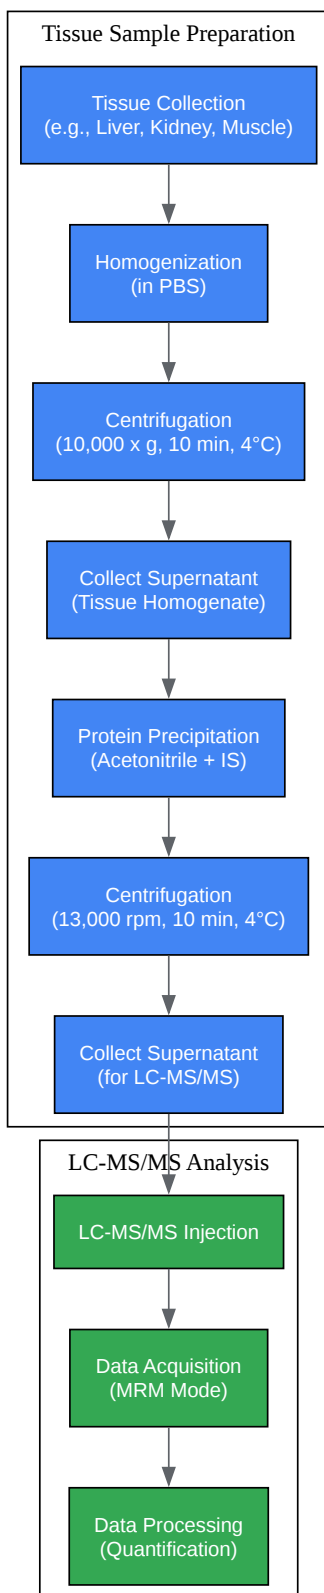 Tissue Sample Preparation
Tissue Collection
(e.g., Liver, Kidney, Muscle)
Homogenization
(in PBS)
Centrifugation
(10,000 x g, 10 min, 4°C)
Collect Supernatant
(Tissue Homogenate)
Protein Precipitation
(Acetonitrile + IS)
Centrifugation
(13,000 rpm, 10 min, 4°C)
Collect Supernatant
(for LC-MS/MS)
LC-MS/MS Analysis
LC-MS/MS Injection
Data Acquisition
(MRM Mode)
Data Processing
(Quantification)